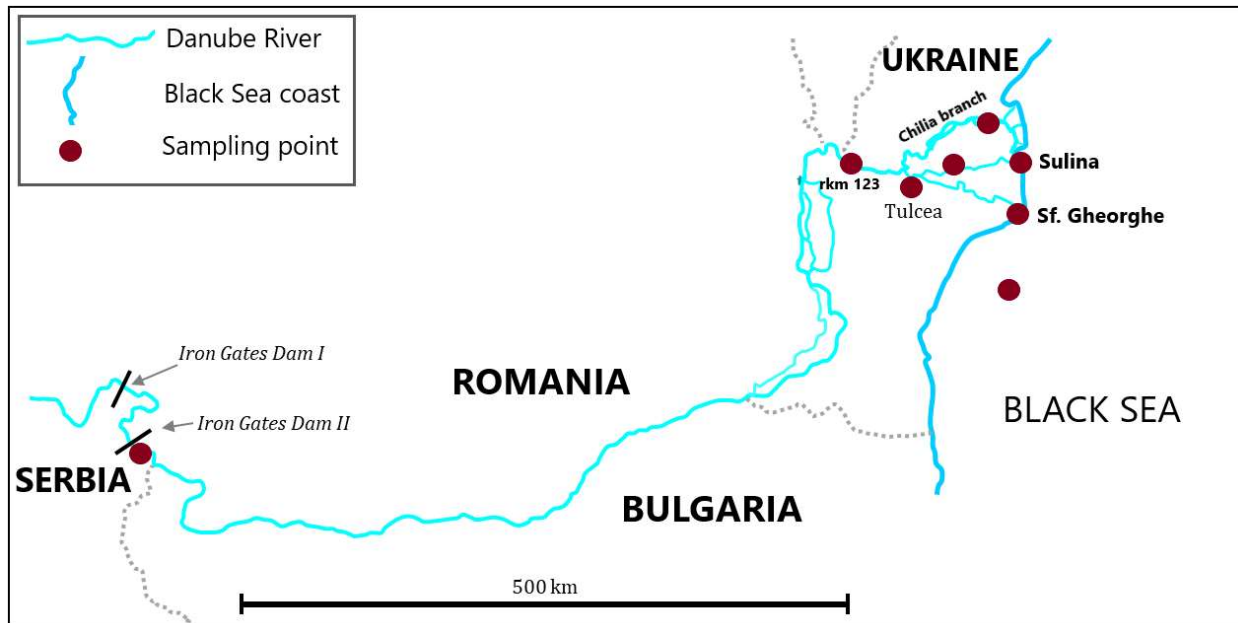 Danube River
Black Sea coast
Sampling point
UKRAINE
Chilia branch
Sulina
rkm 123
Tulcea
Sf. Gheorghe
Iron Gates Dam I
ROMANIA
BLACK SEA
Iron Gates Dam II
SERBIA
BULGARIA
500 km